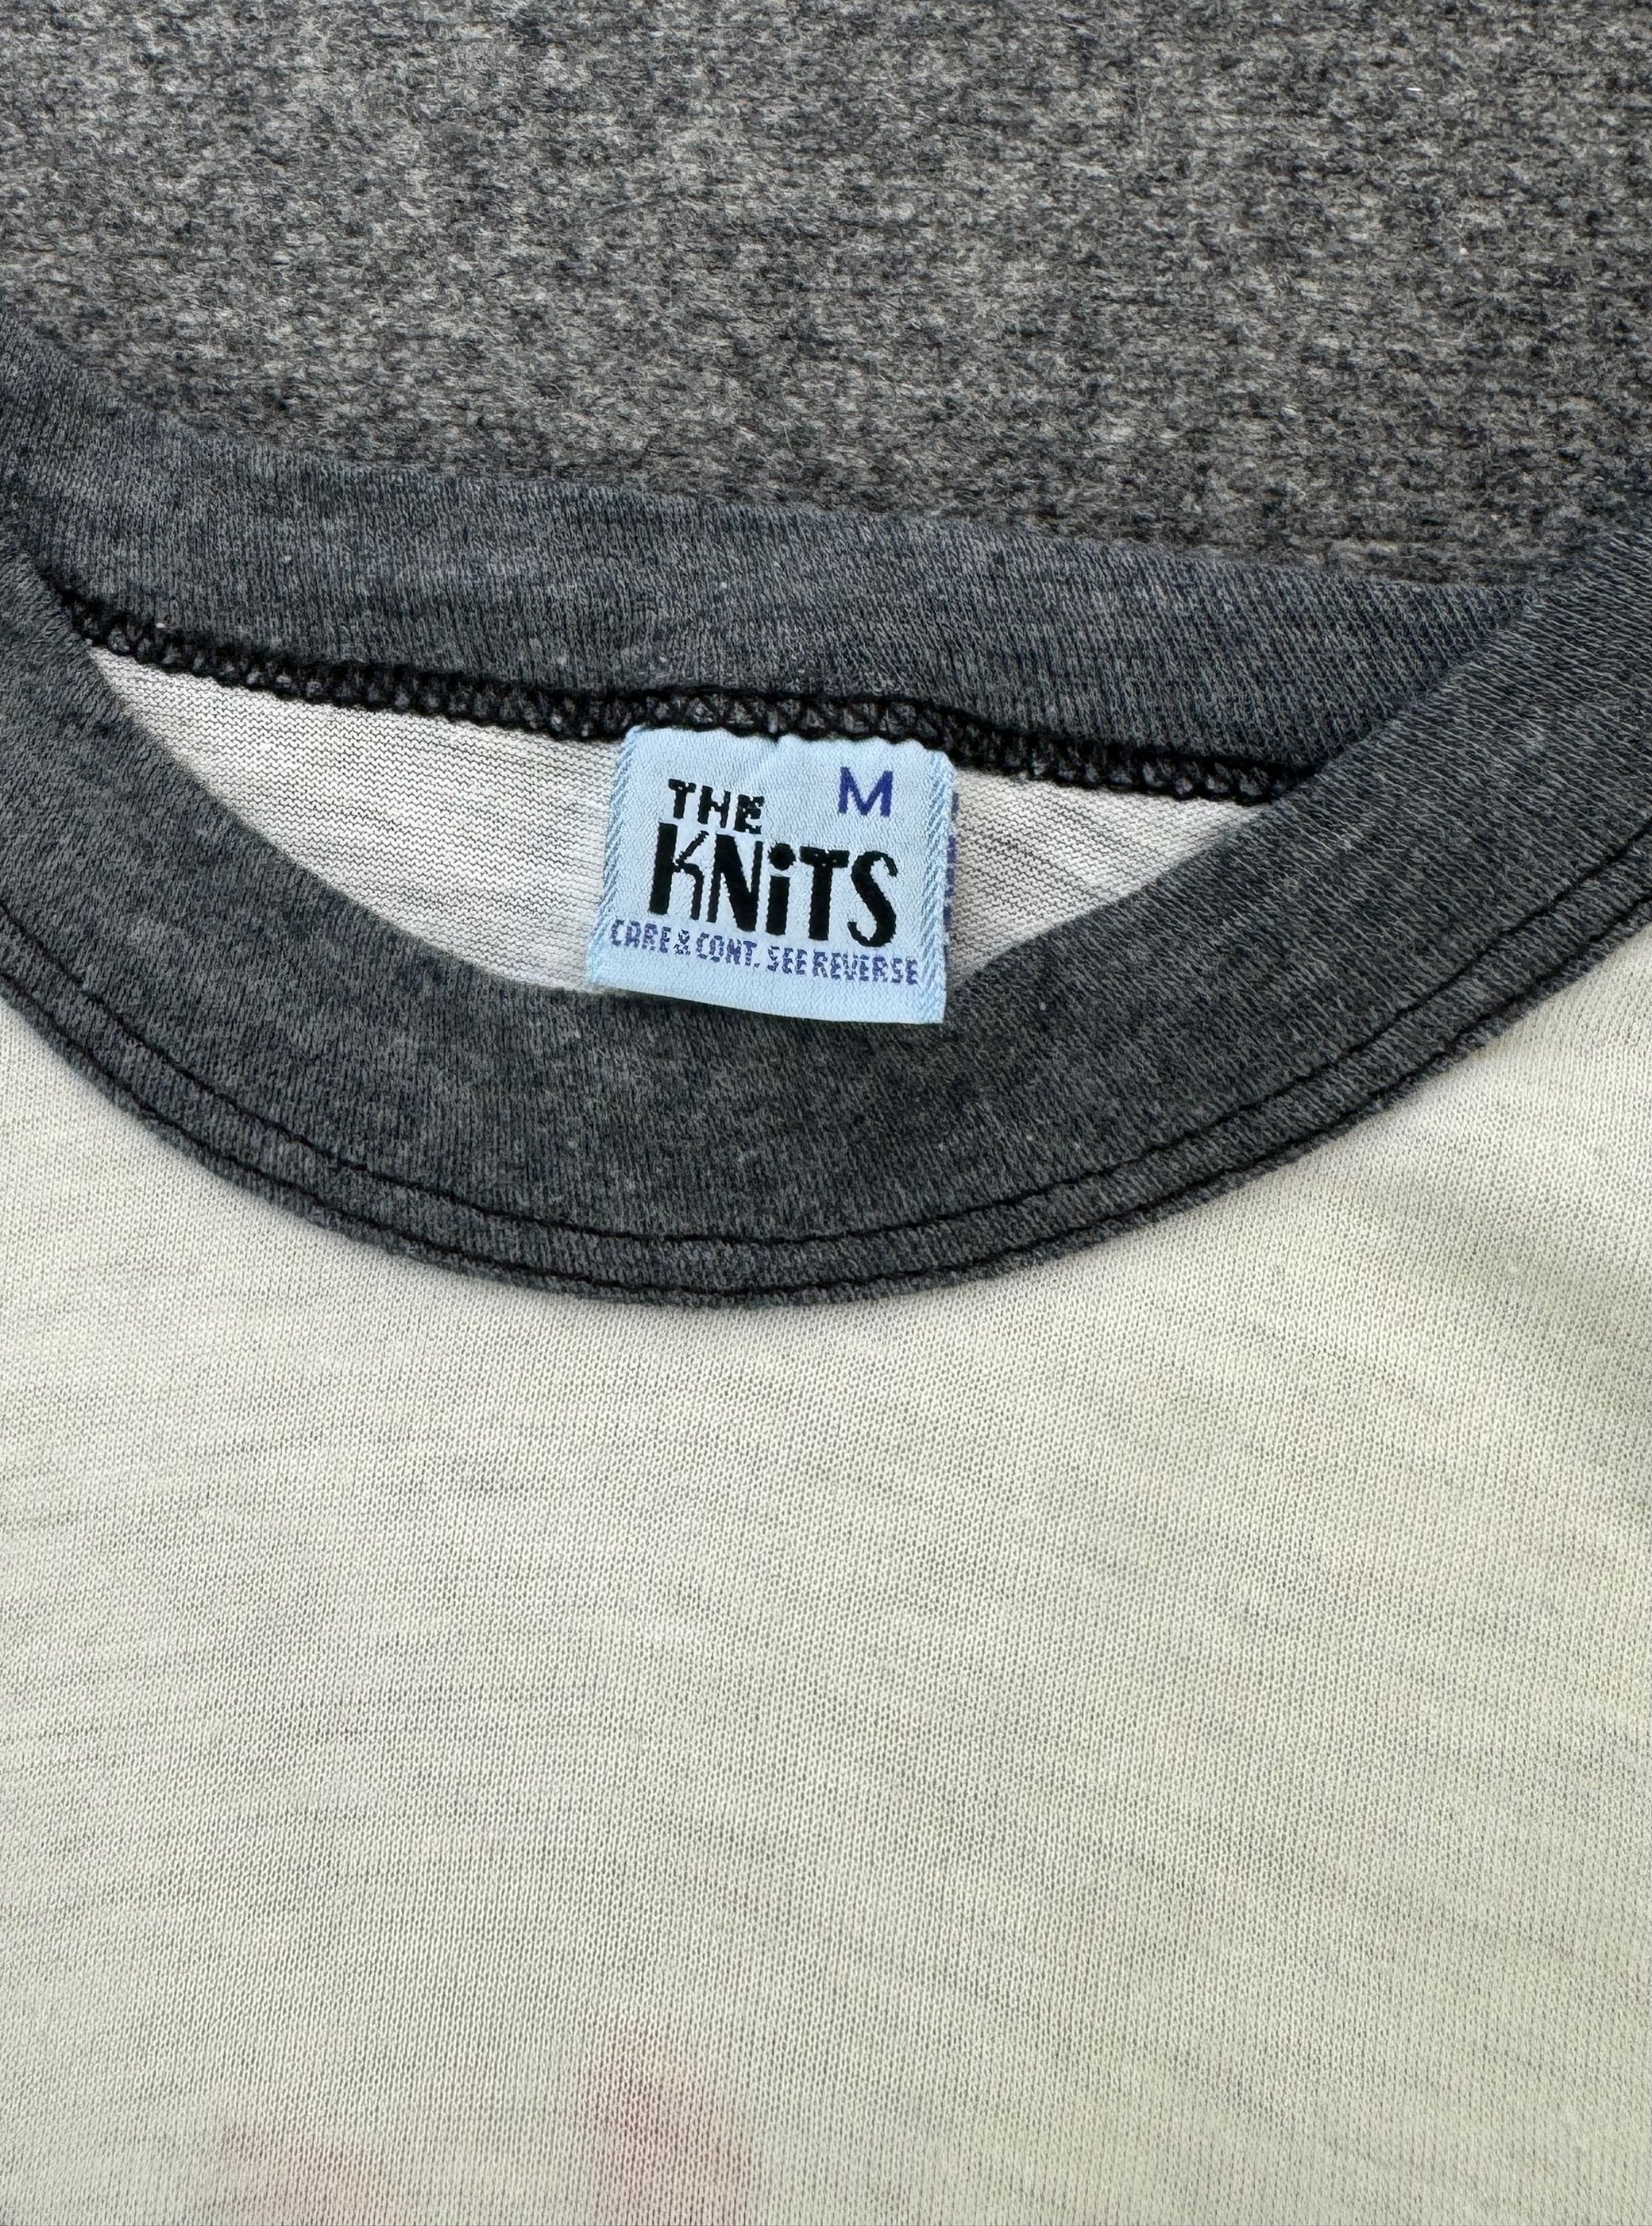 M
THE
KNiTS
CARE & CONT. SEE REVERSE